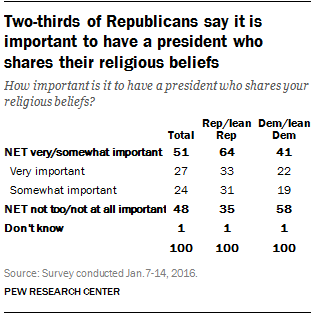 Two-thirds of Republicans say it is
important to have a president who
shares their religious beliefs
How important is it to have a president who shares your
religious beliefs?
Rep/lean Dem/lean
Total Rep Dem
NET very/somewhat important 51 64 41
Very important 27 33 22
Somewhat important 24 31 19
NET not too/not at all important 48 35 58
Don't know 1 1 1
100 100 100
Source: Survey conducted Jan. 7-14, 2016.
PEW RESEARCH CENTER